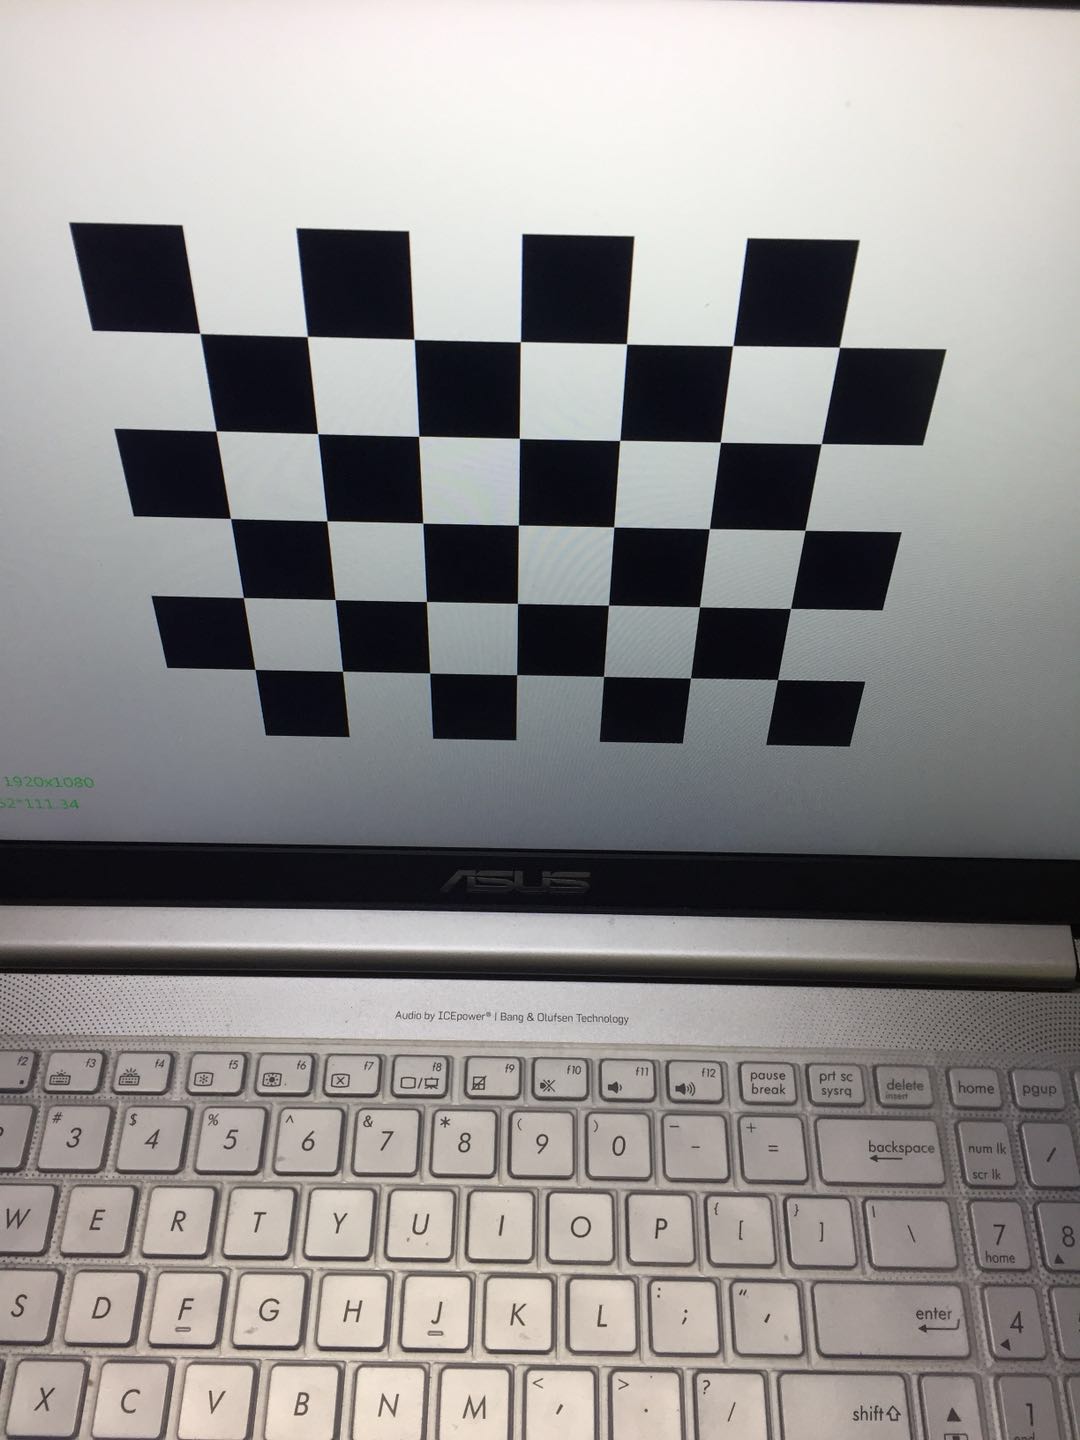 1920x1080
52*111.34
ASUS
Audio by ICEpower® | Bang & Olufsen Technology
f2 f3 f4 f5 f6 f7 f8 f9 f10 f11 f12 pause break prt sc sysrq delete insert home pgup
# 3 $ 4 % 5 ^ 6 & 7 * 8 ( 9 ) 0 _ - + = backspace num lk scr lk /
W E R T Y U I O P { [ } ] | \ 7 home 8
S D F G H J K L : ; " ' enter 4
X C V B N M < , > . ? / shift 1